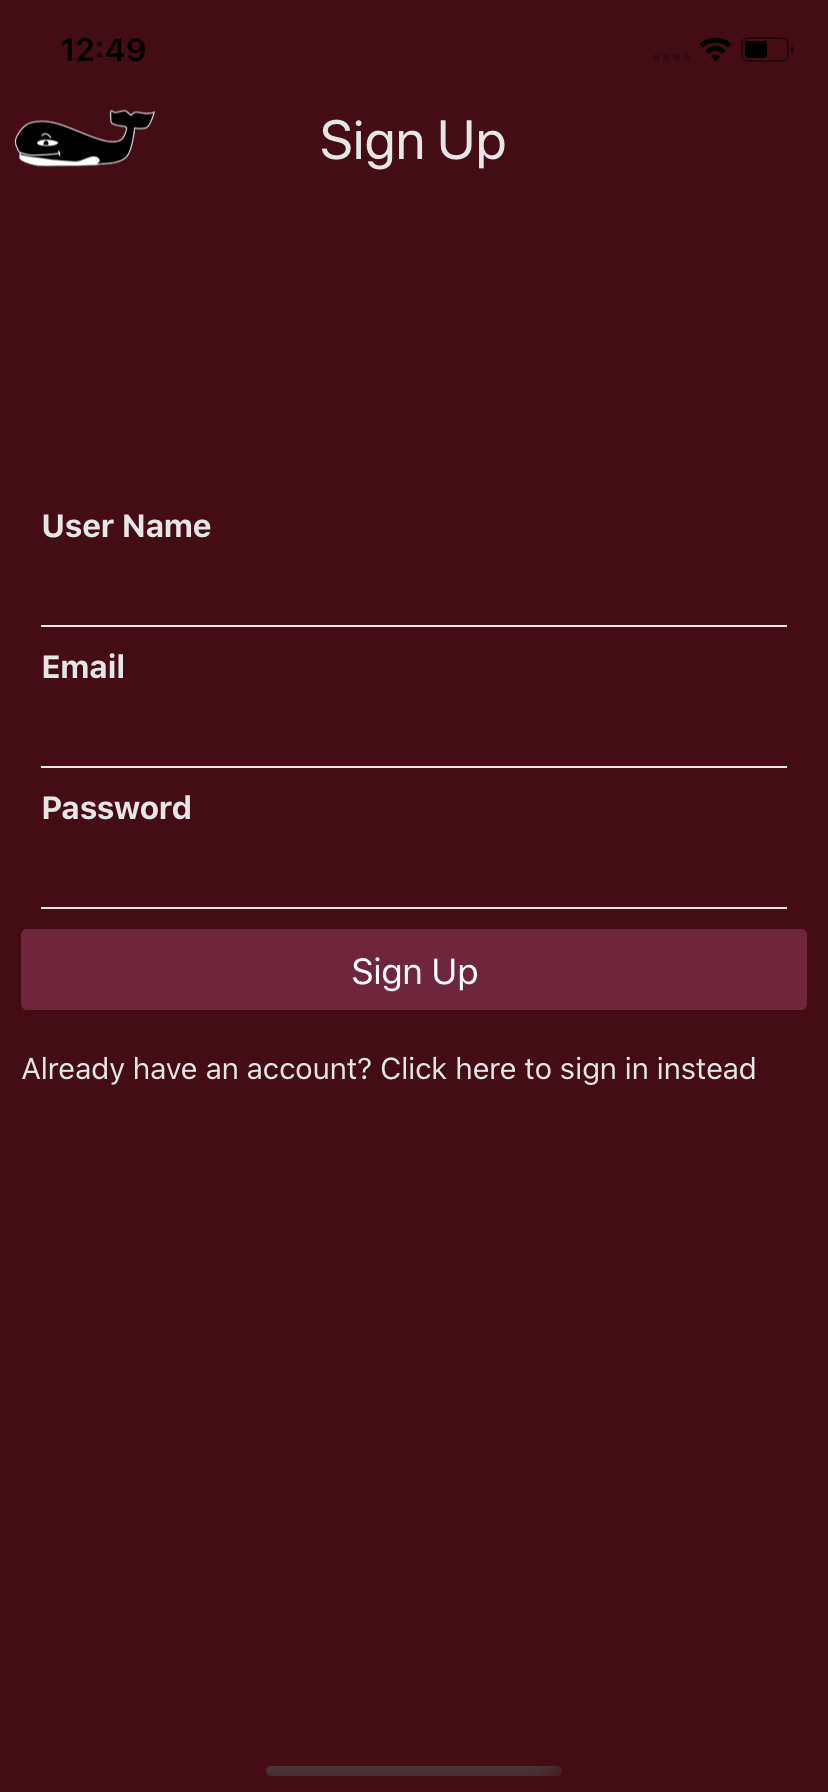 12:49
Sign Up
User Name
Email
Password
Sign Up
Already have an account? Click here to sign in instead